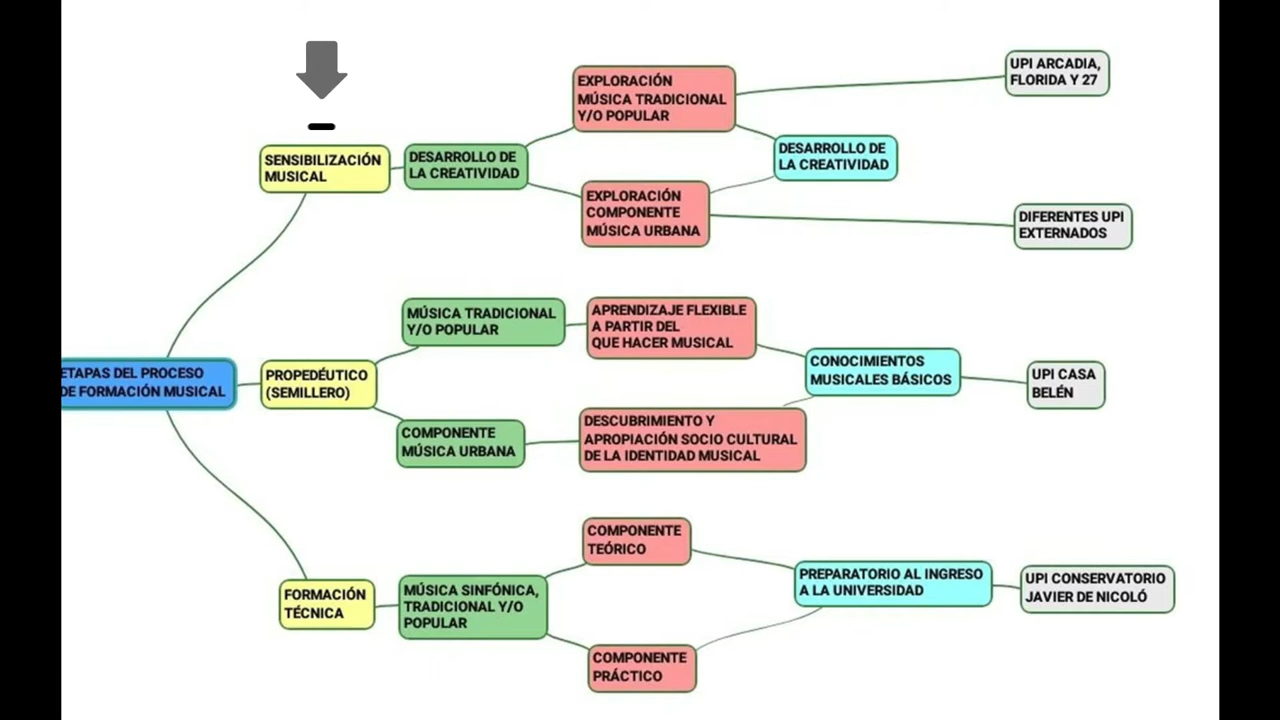 ETAPAS DEL PROCESO
DE FORMACIÓN MUSICAL
SENSIBILIZACIÓN
MUSICAL
DESARROLLO DE
LA CREATIVIDAD
EXPLORACIÓN
MÚSICA TRADICIONAL
Y/O POPULAR
EXPLORACIÓN
COMPONENTE
MÚSICA URBANA
DESARROLLO DE
LA CREATIVIDAD
UPI ARCADIA,
FLORIDA Y 27
DIFERENTES UPI
EXTERNADOS
PROPEDÉUTICO
(SEMILLERO)
MÚSICA TRADICIONAL
Y/O POPULAR
APRENDIZAJE FLEXIBLE
A PARTIR DEL
QUE HACER MUSICAL
COMPONENTE
MÚSICA URBANA
DESCUBRIMIENTO Y
APROPIACIÓN SOCIO CULTURAL
DE LA IDENTIDAD MUSICAL
CONOCIMIENTOS
MUSICALES BÁSICOS
UPI CASA
BELÉN
FORMACIÓN
TÉCNICA
MÚSICA SINFÓNICA,
TRADICIONAL Y/O
POPULAR
COMPONENTE
TEÓRICO
COMPONENTE
PRÁCTICO
PREPARATORIO AL INGRESO
A LA UNIVERSIDAD
UPI CONSERVATORIO
JAVIER DE NICOLÓ